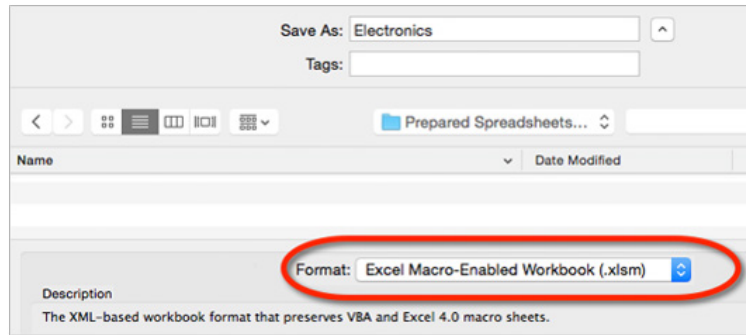 Save As: Electronics
Tags:
Prepared Spreadsheets...
Name Date Modified
Format: Excel Macro-Enabled Workbook (.xlsm)
Description
The XML-based workbook format that preserves VBA and Excel 4.0 macro sheets.